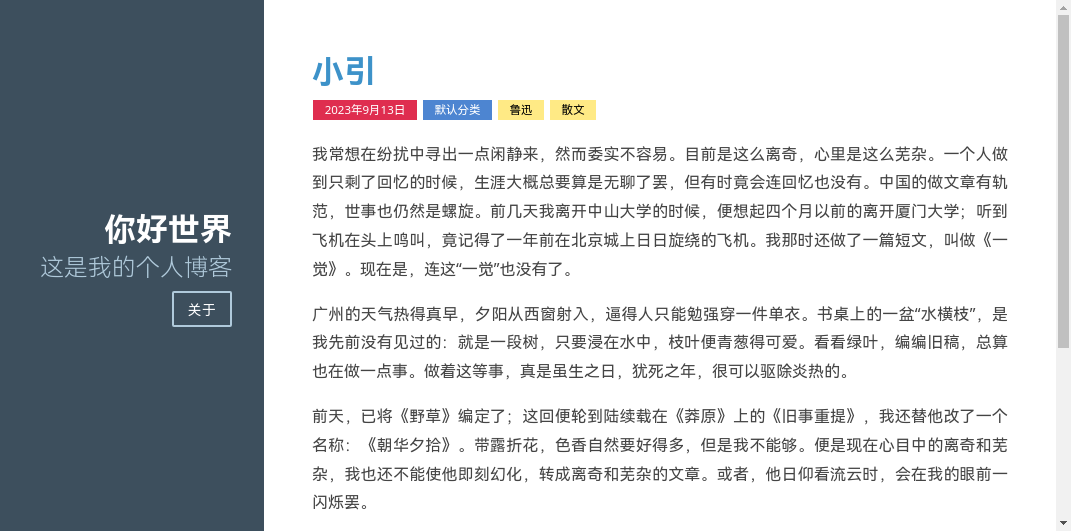 你好世界
这是我的个人博客
关于
小引
2023年9月13日 默认分类 鲁迅 散文
我常想在纷扰中寻出一点闲静来，然而委实不容易。目前是这么离奇，心里是这么芜杂。一个人做
到只剩了回忆的时候，生涯大概总要算是无聊了罢，但有时竟会连回忆也没有。中国的做文章有轨
范，世事也仍然是螺旋。前几天我离开中山大学的时候，便想起四个月以前的离开厦门大学；听到
飞机在头上鸣叫，竟记得了一年前在北京城上日日旋绕的飞机。我那时还做了一篇短文，叫做《一
觉》。现在是，连这“一觉”也没有了。
广州的天气热得真早，夕阳从西窗射入，逼得人只能勉强穿一件单衣。书桌上的一盆“水横枝”，是
我先前没有见过的：就是一段树，只要浸在水中，枝叶便青葱得可爱。看看绿叶，编编旧稿，总算
也在做一点事。做着这等事，真是虽生之日，犹死之年，很可以驱除炎热的。
前天，已将《野草》编定了；这回便轮到陆续载在《莽原》上的《旧事重提》，我还替他改了一个
名称：《朝华夕拾》。带露折花，色香自然要好得多，但是我不能够。便是现在心目中的离奇和芜
杂，我也还不能使他即刻幻化，转成离奇和芜杂的文章。或者，他日仰看流云时，会在我的眼前一
闪烁罢。